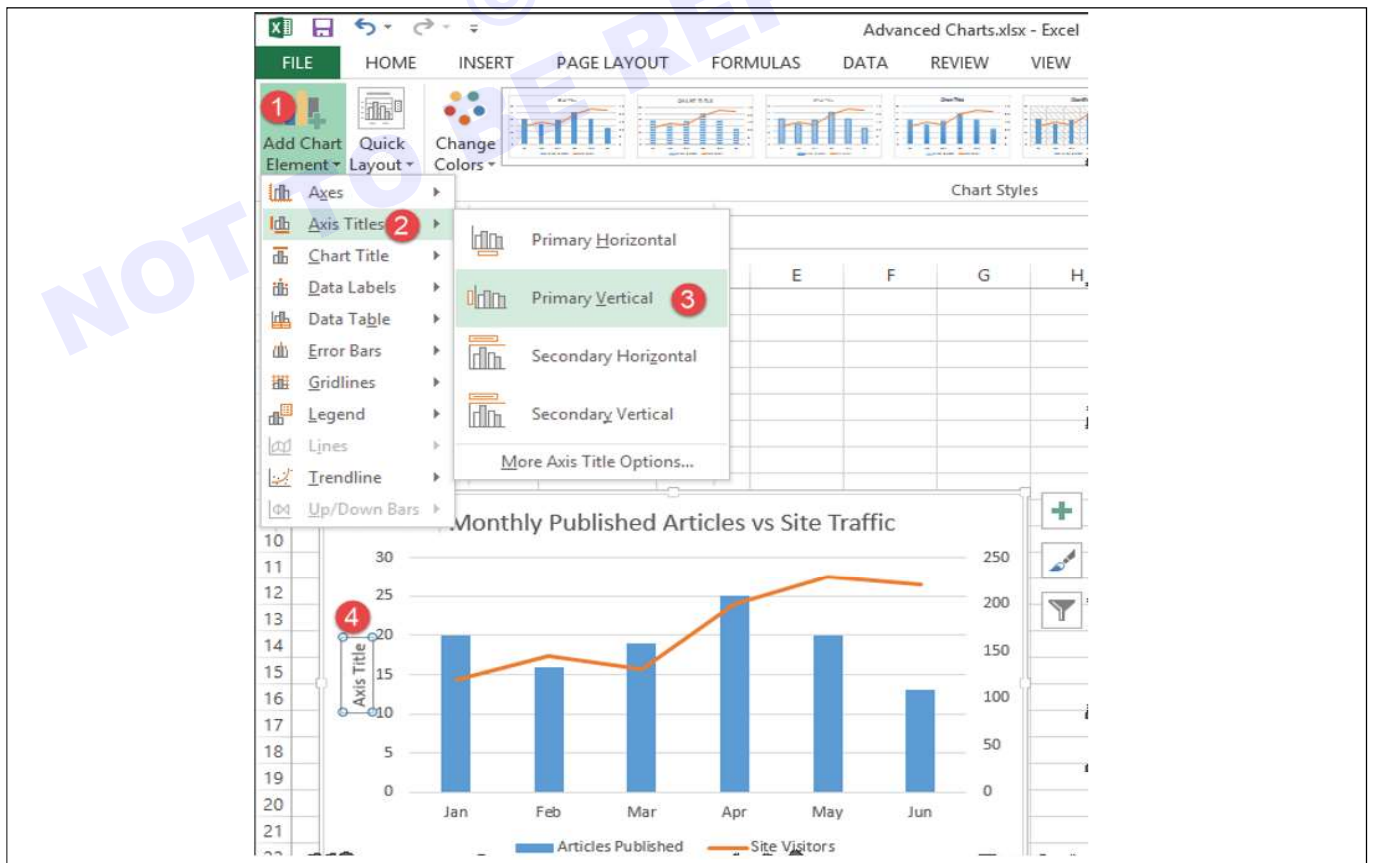 Advanced Charts.xlsx - Excel
FILE HOME INSERT PAGE LAYOUT FORMULAS DATA REVIEW VIEW
1
Add Chart Element Quick Layout Change Colors
Chart Styles
Axes
Axis Titles 2
Chart Title
Data Labels
Data Table
Error Bars
Gridlines
Legend
Lines
Trendline
Up/Down Bars
Primary Horizontal
Primary Vertical 3
Secondary Horizontal
Secondary Vertical
More Axis Title Options...
E F G H
10
11
12
13
14
15
16
17
18
19
20
21
Monthly Published Articles vs Site Traffic
30 250
25 200
4
20
Axis Title
15
10
5
0
150
100
50
0
Jan Feb Mar Apr May Jun
Articles Published Site Visitors
NOT TO BE